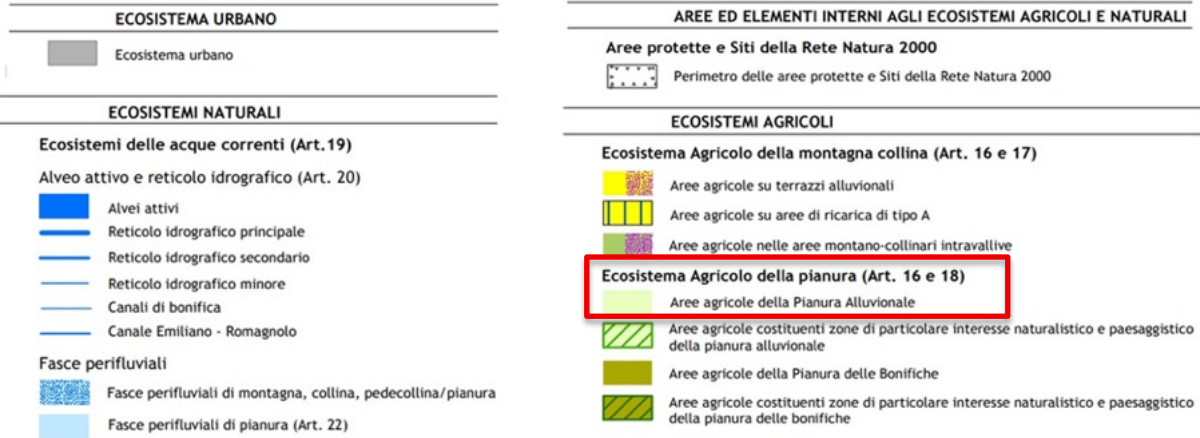 ECOSISTEMA URBANO
Ecosistema urbano
ECOSISTEMI NATURALI
Ecosistemi delle acque correnti (Art.19)
Alveo attivo e reticolo idrografico (Art. 20)
Alvei attivi
Reticolo idrografico principale
Reticolo idrografico secondario
Reticolo idrografico minore
Canali di bonifica
Canale Emiliano - Romagnolo
Fasce perifluviali
Fasce perifluviali di montagna, collina, pedecollina/pianura
Fasce perifluviali di pianura (Art. 22)
AREE ED ELEMENTI INTERNI AGLI ECOSISTEMI AGRICOLI E NATURALI
Aree protette e Siti della Rete Natura 2000
Perimetro delle aree protette e Siti della Rete Natura 2000
ECOSISTEMI AGRICOLI
Ecosistema Agricolo della montagna collina (Art. 16 e 17)
Aree agricole su terrazzi alluvionali
Aree agricole su aree di ricarica di tipo A
Aree agricole nelle aree montano-collinari intravallive
Ecosistema Agricolo della pianura (Art. 16 e 18)
Aree agricole della Pianura Alluvionale
Aree agricole costituenti zone di particolare interesse naturalistico e paesaggistico
della pianura alluvionale
Aree agricole della Pianura delle Bonifiche
Aree agricole costituenti zone di particolare interesse naturalistico e paesaggistico
della pianura delle bonifiche